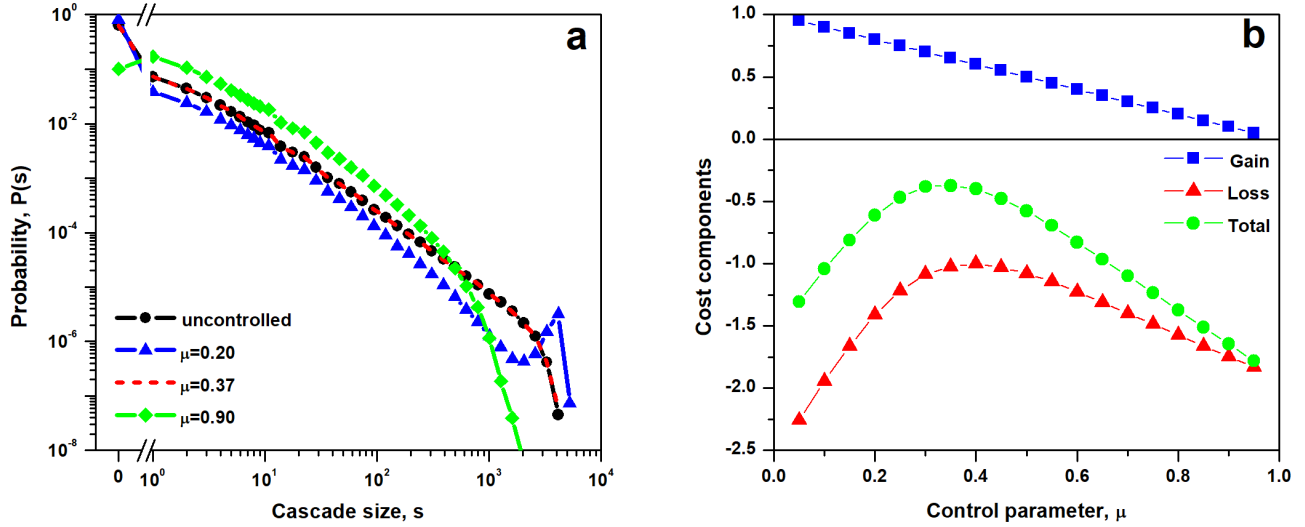 a
10^0
10^-2
10^-4
10^-6
10^-8
Probability, P(s)
uncontrolled
μ=0.20
μ=0.37
μ=0.90
0 10^0 10^1 10^2 10^3 10^4
Cascade size, s
b
1.0
0.5
0.0
-0.5
-1.0
-1.5
-2.0
-2.5
Cost components
Gain
Loss
Total
0.0 0.2 0.4 0.6 0.8 1.0
Control parameter, μ